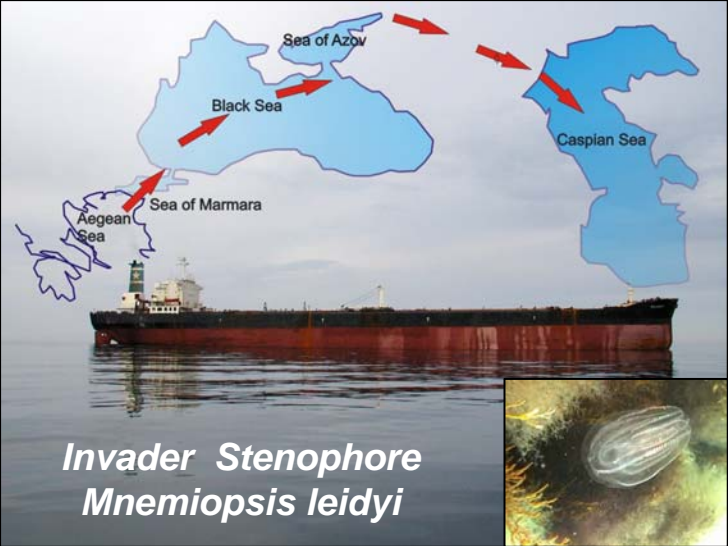 Sea of Azov
Black Sea
Caspian Sea
Sea of Marmara
Aegean
Sea
Invader Stenophore
Mnemiopsis leidyi